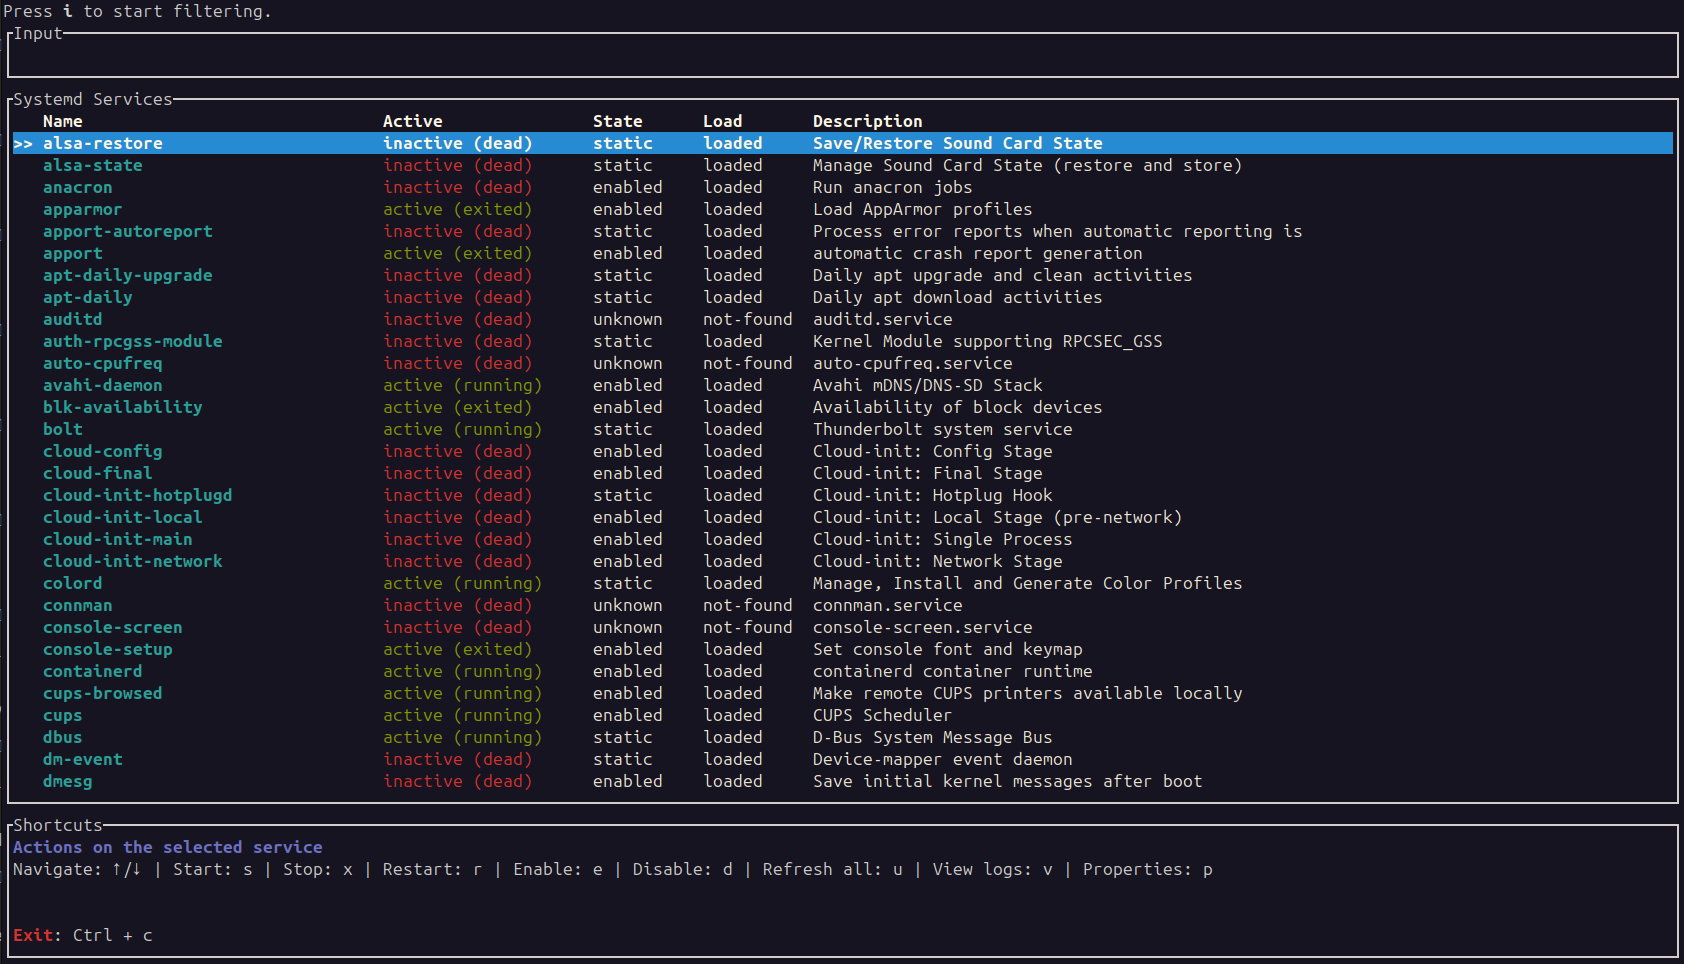 Press i to start filtering.
Input
Systemd Services
Name Active State Load Description
>> alsa-restore inactive (dead) static loaded Save/Restore Sound Card State
alsa-state inactive (dead) static loaded Manage Sound Card State (restore and store)
anacron inactive (dead) enabled loaded Run anacron jobs
apparmor active (exited) enabled loaded Load AppArmor profiles
apport-autoreport inactive (dead) static loaded Process error reports when automatic reporting is
apport active (exited) enabled loaded automatic crash report generation
apt-daily-upgrade inactive (dead) static loaded Daily apt upgrade and clean activities
apt-daily inactive (dead) static loaded Daily apt download activities
auditd inactive (dead) unknown not-found auditd.service
auth-rpcgss-module inactive (dead) static loaded Kernel Module supporting RPCSEC_GSS
auto-cpufreq inactive (dead) unknown not-found auto-cpufreq.service
avahi-daemon active (running) enabled loaded Avahi mDNS/DNS-SD Stack
blk-availability active (exited) enabled loaded Availability of block devices
bolt active (running) static loaded Thunderbolt system service
cloud-config inactive (dead) enabled loaded Cloud-init: Config Stage
cloud-final inactive (dead) enabled loaded Cloud-init: Final Stage
cloud-init-hotplugd inactive (dead) static loaded Cloud-init: Hotplug Hook
cloud-init-local inactive (dead) enabled loaded Cloud-init: Local Stage (pre-network)
cloud-init-main inactive (dead) enabled loaded Cloud-init: Single Process
cloud-init-network inactive (dead) enabled loaded Cloud-init: Network Stage
colord active (running) static loaded Manage, Install and Generate Color Profiles
connman inactive (dead) unknown not-found connman.service
console-screen inactive (dead) unknown not-found console-screen.service
console-setup active (exited) enabled loaded Set console font and keymap
containerd active (running) enabled loaded containerd container runtime
cups-browsed active (running) enabled loaded Make remote CUPS printers available locally
cups active (running) enabled loaded CUPS Scheduler
dbus active (running) static loaded D-Bus System Message Bus
dm-event inactive (dead) static loaded Device-mapper event daemon
dmesg inactive (dead) enabled loaded Save initial kernel messages after boot
Shortcuts
Actions on the selected service
Navigate: ↑/↓ | Start: s | Stop: x | Restart: r | Enable: e | Disable: d | Refresh all: u | View logs: v | Properties: p
Exit: Ctrl + c